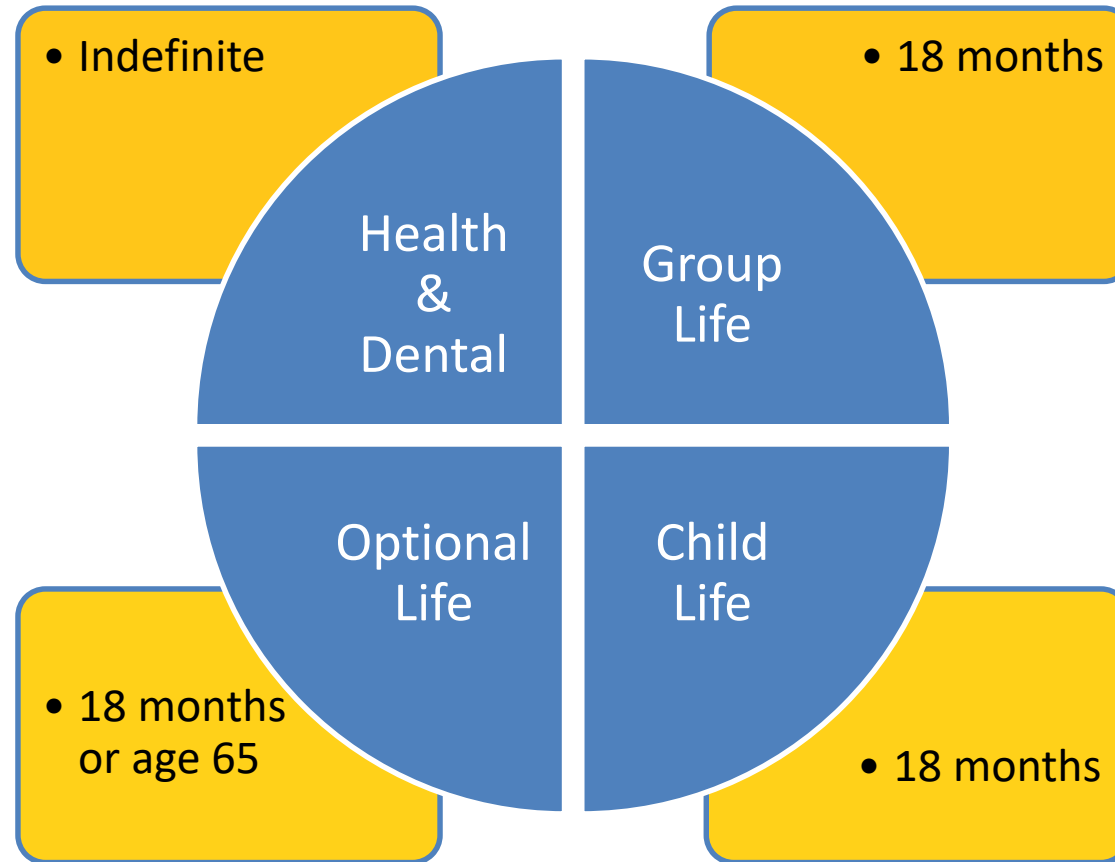 • Indefinite
• 18 months
Health
&
Dental
Group
Life
Optional
Life
Child
Life
• 18 months
or age 65
• 18 months